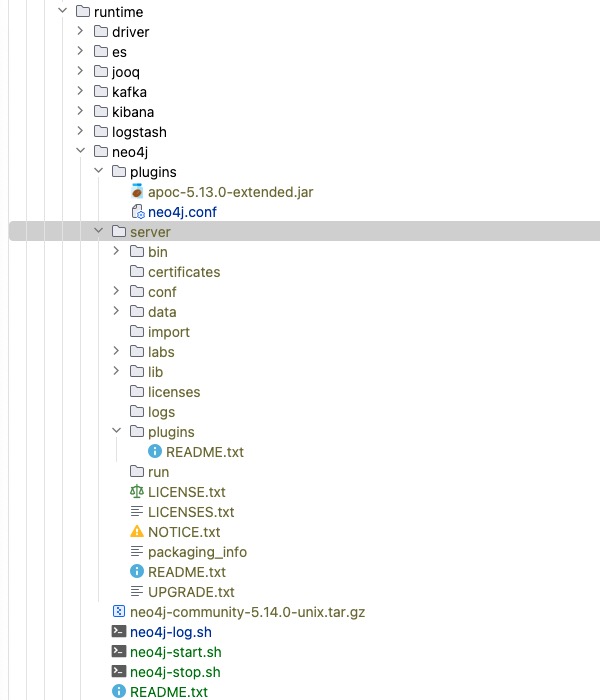 runtime
driver
es
jooq
kafka
kibana
logstash
neo4j
plugins
apoc-5.13.0-extended.jar
neo4j.conf
server
bin
certificates
conf
data
import
labs
lib
licenses
logs
plugins
README.txt
run
LICENSE.txt
LICENSES.txt
NOTICE.txt
packaging_info
README.txt
UPGRADE.txt
neo4j-community-5.14.0-unix.tar.gz
neo4j-log.sh
neo4j-start.sh
neo4j-stop.sh
README.txt